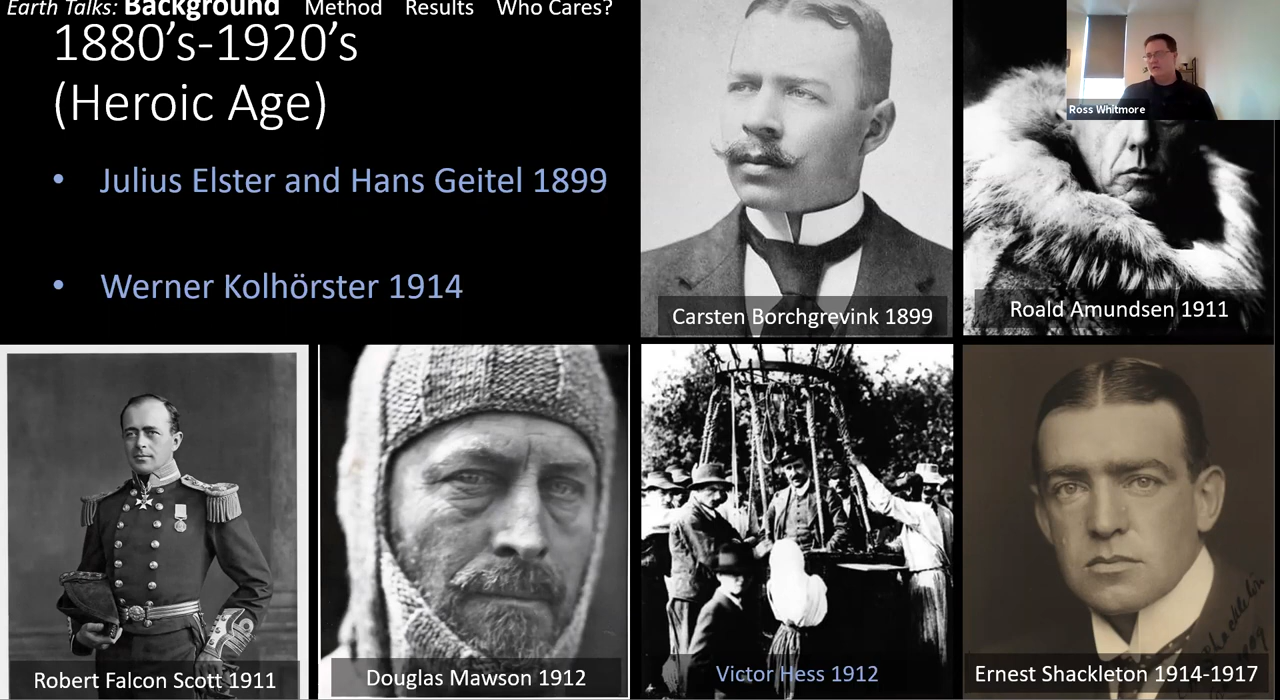 Earth Talks: Background Method Results Who Cares?
1880's-1920's
(Heroic Age)
• Julius Elster and Hans Geitel 1899
• Werner Kolhörster 1914
Ross Whitmore
Carsten Borchgrevink 1899
Roald Amundsen 1911
Robert Falcon Scott 1911
Douglas Mawson 1912
Victor Hess 1912
Ernest Shackleton 1914-1917